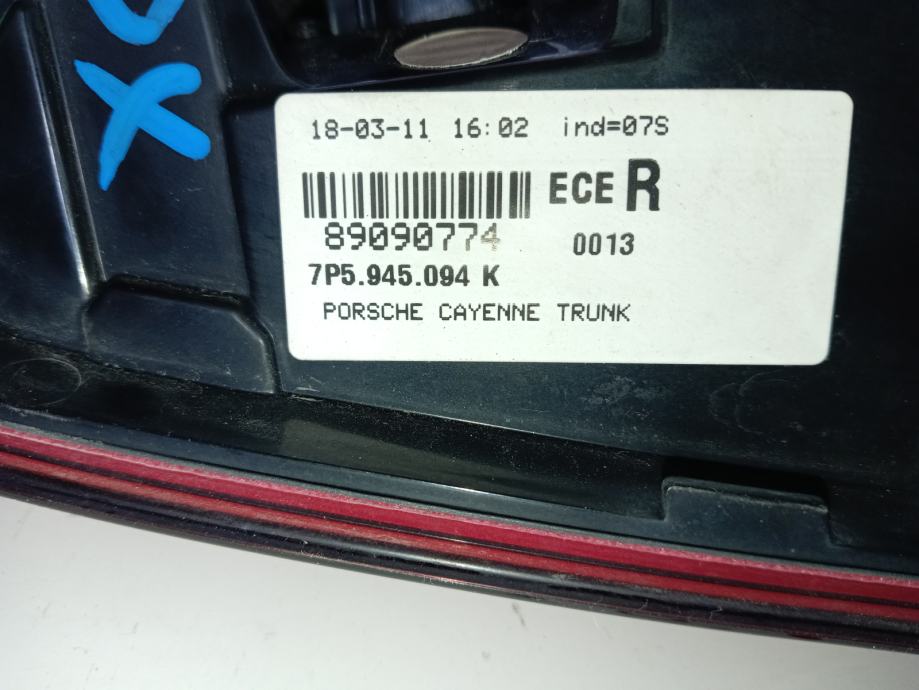 18-03-11 16:02 ind=07S
ECE R
89090774 0013
7P5.945.094 K
PORSCHE CAYENNE TRUNK